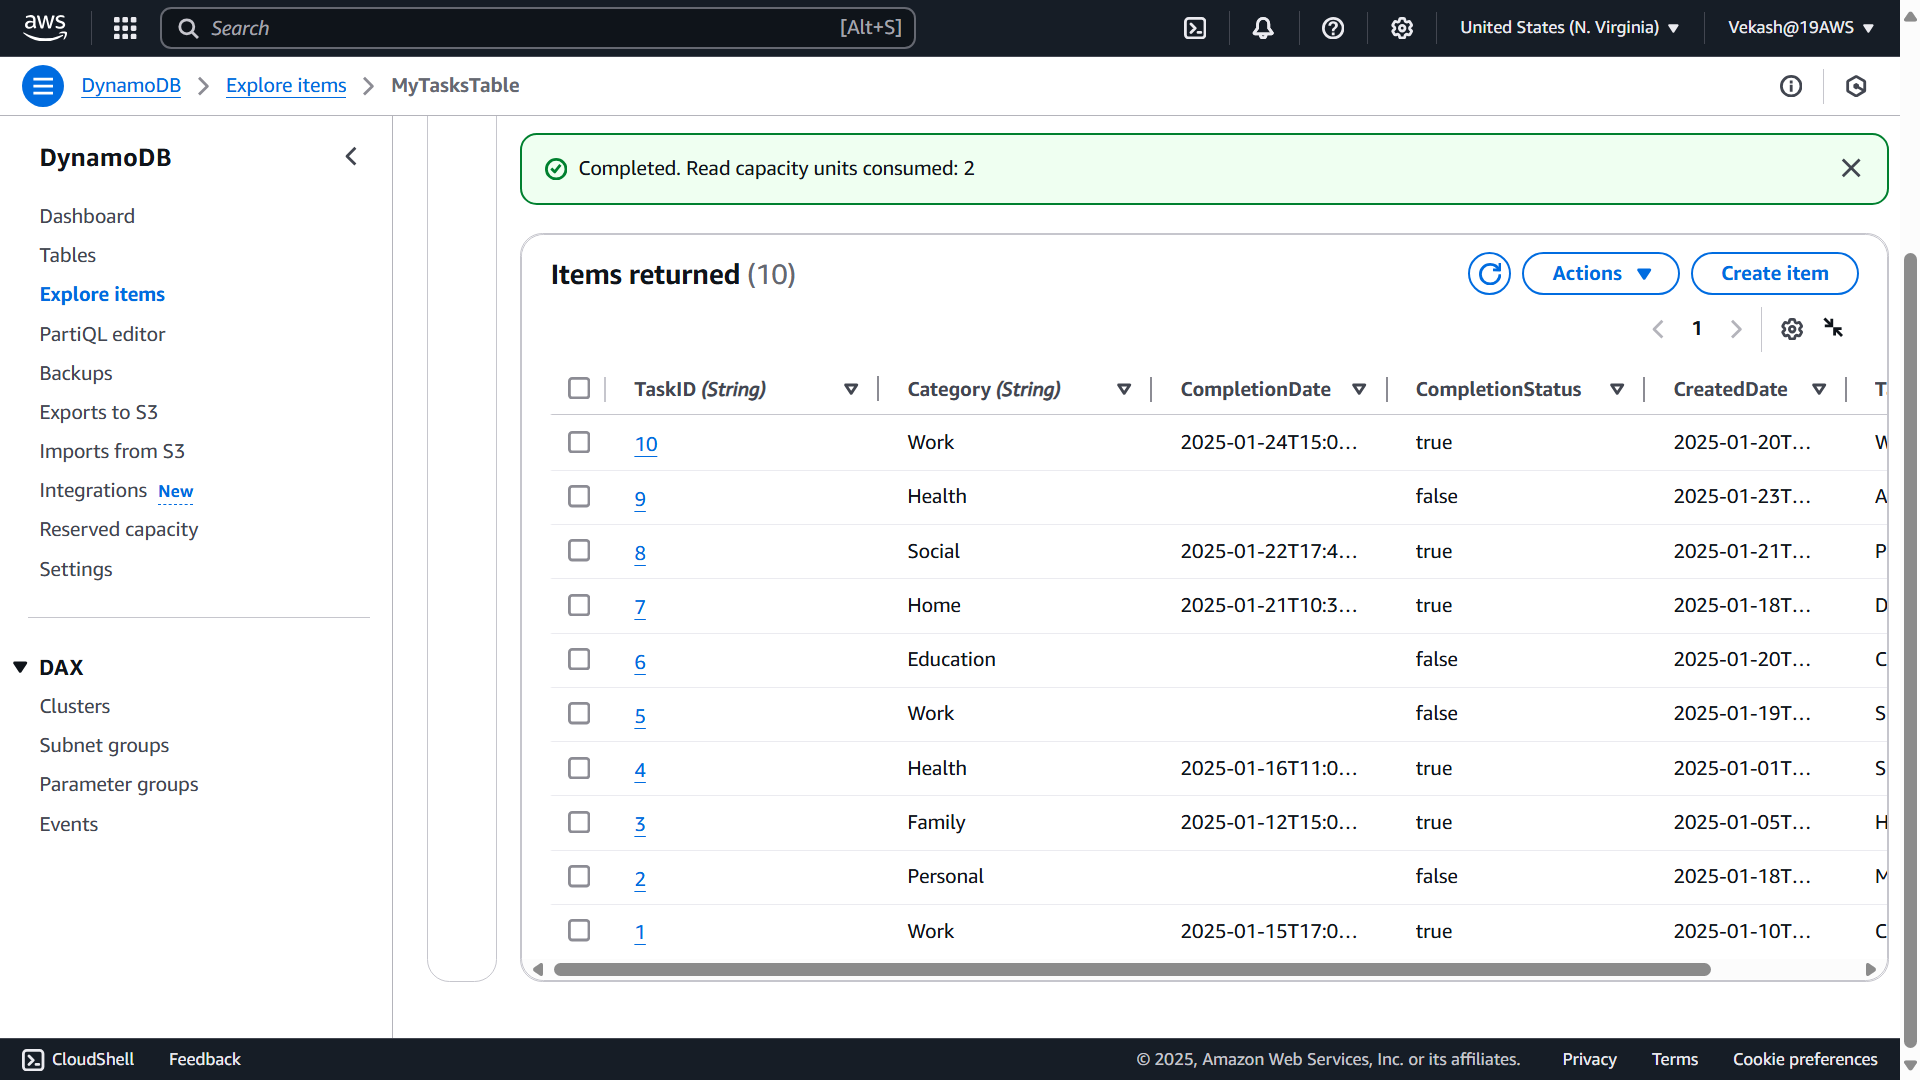 aws
Search [Alt+S]
United States (N. Virginia)
Vekash@19AWS
DynamoDB
Explore items
MyTasksTable
DynamoDB
Dashboard
Tables
Explore items
PartiQL editor
Backups
Exports to S3
Imports from S3
Integrations New
Reserved capacity
Settings
DAX
Clusters
Subnet groups
Parameter groups
Events
Completed. Read capacity units consumed: 2
Items returned (10)
Actions
Create item
1
TaskID (String) Category (String) CompletionDate CompletionStatus CreatedDate T
10 Work 2025-01-24T15:0... true 2025-01-20T... W
9 Health false 2025-01-23T... A
8 Social 2025-01-22T17:4... true 2025-01-21T... P
7 Home 2025-01-21T10:3... true 2025-01-18T... D
6 Education false 2025-01-20T... C
5 Work false 2025-01-19T... S
4 Health 2025-01-16T11:0... true 2025-01-01T... S
3 Family 2025-01-12T15:0... true 2025-01-05T... H
2 Personal false 2025-01-18T... M
1 Work 2025-01-15T17:0... true 2025-01-10T... C
CloudShell Feedback © 2025, Amazon Web Services, Inc. or its affiliates. Privacy Terms Cookie preferences